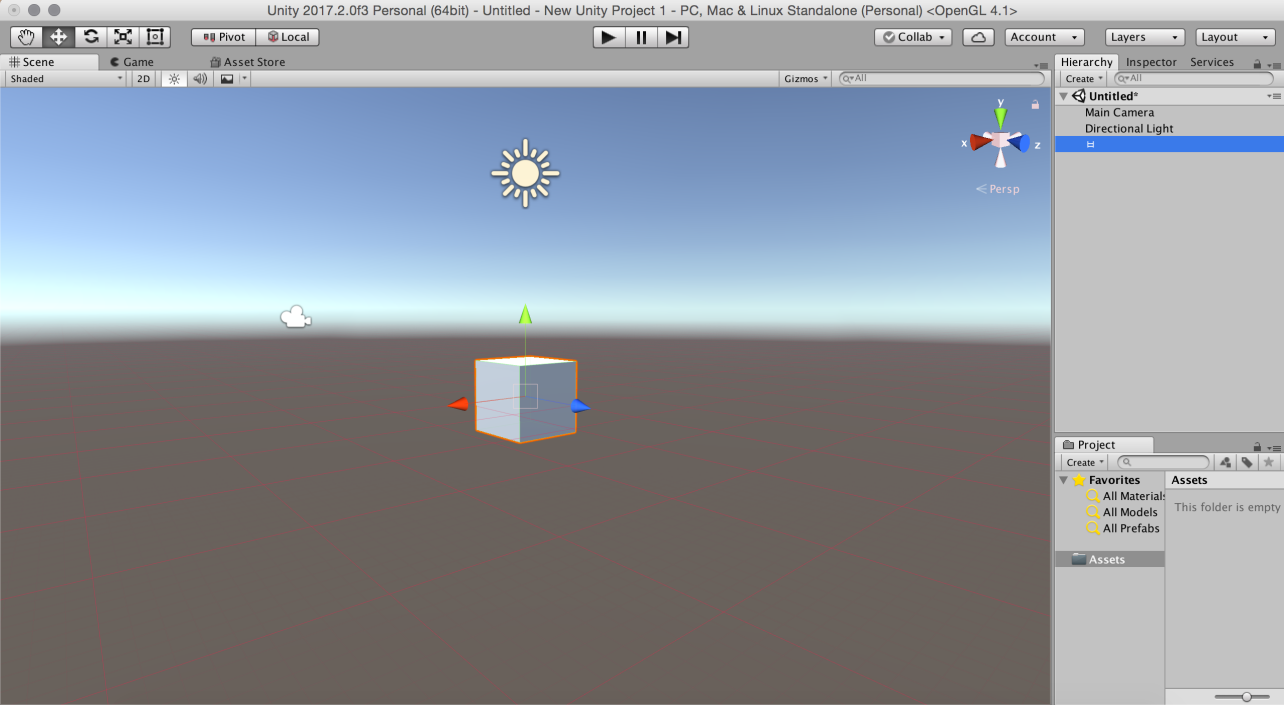 Unity 2017.2.0f3 Personal (64bit) - Untitled - New Unity Project 1 - PC, Mac & Linux Standalone (Personal) <OpenGL 4.1>
Pivot Local Collab Account Layers Layout
Scene Game Asset Store
Shaded 2D Gizmos All
y
x z
Persp
Hierarchy Inspector Services
Create All
Untitled*
Main Camera
Directional Light
Project
Create
Favorites
All Materials
All Models
All Prefabs
Assets
Assets
This folder is empty